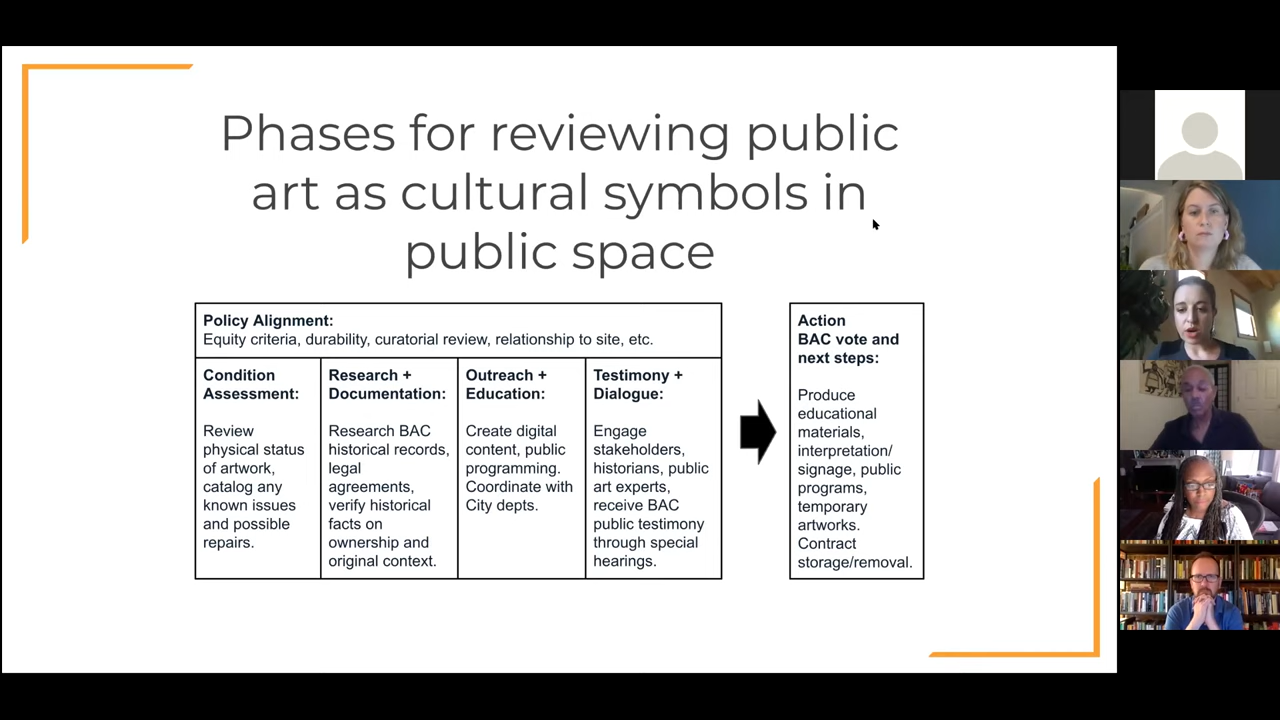 Phases for reviewing public
art as cultural symbols in
public space
Policy Alignment:
Equity criteria, durability, curatorial review, relationship to site, etc.
Condition
Assessment:
Review
physical status
of artwork,
catalog any
known issues
and possible
repairs.
Research +
Documentation:
Research BAC
historical records,
legal
agreements,
verify historical
facts on
ownership and
original context.
Outreach +
Education:
Create digital
content, public
programming.
Coordinate with
City depts.
Testimony +
Dialogue:
Engage
stakeholders,
historians, public
art experts,
receive BAC
public testimony
through special
hearings.
Action
BAC vote and
next steps:
Produce
educational
materials,
interpretation/
signage, public
programs,
temporary
artworks.
Contract
storage/removal.